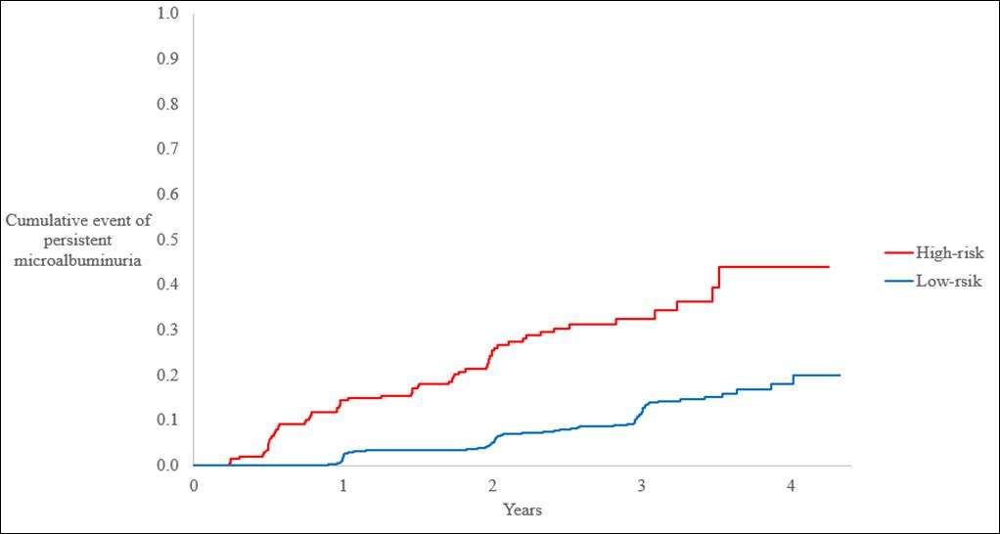 1.0
0.9
0.8
0.7
0.6
0.5
0.4
0.3
0.2
0.1
0.0
Cumulative event of
persistent
microalbuminuria
0 1 2 3 4
Years
High-risk
Low-rsik